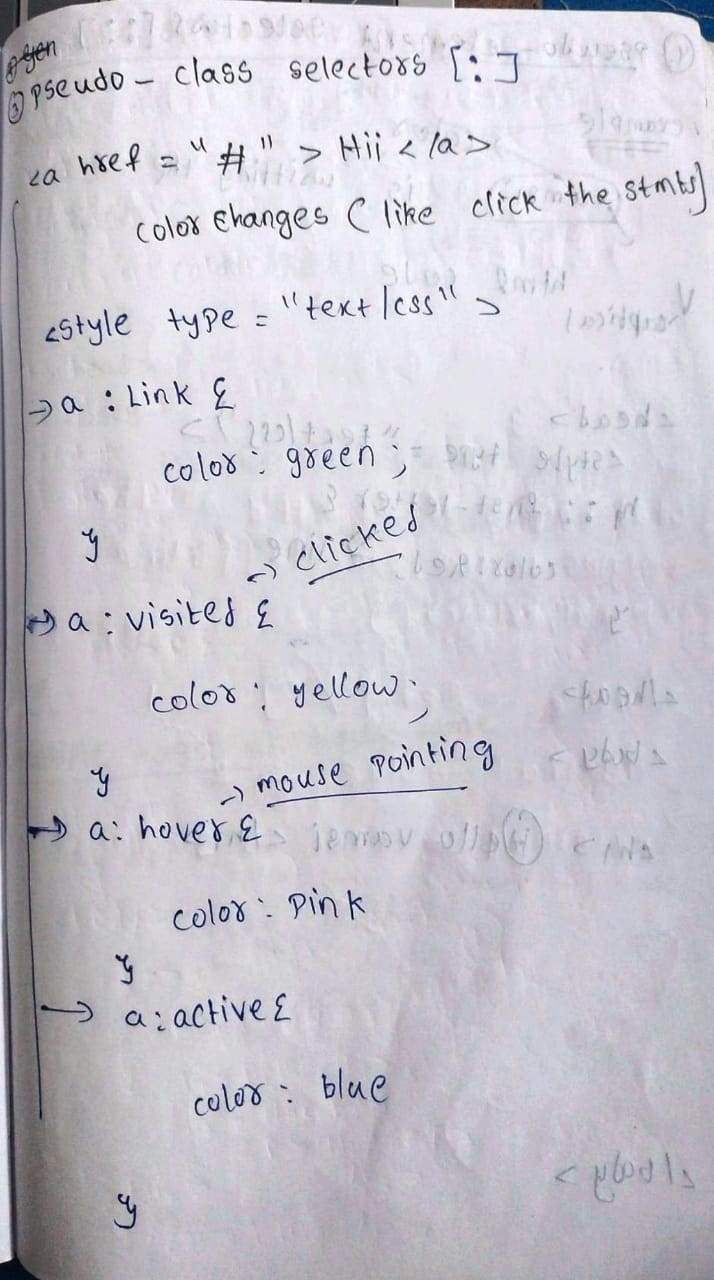 ③ pseudo - class selectors [:]
<a href = "#" > Hii </a>
color changes ( like click the stmts]
<style type = "text/css" >
→ a : Link {
color : green ;
}
→ clicked
→ a : visited {
color : yellow ;
}
→ mouse pointing
→ a : hover {
color : pink
}
→ a : active {
color : blue
}